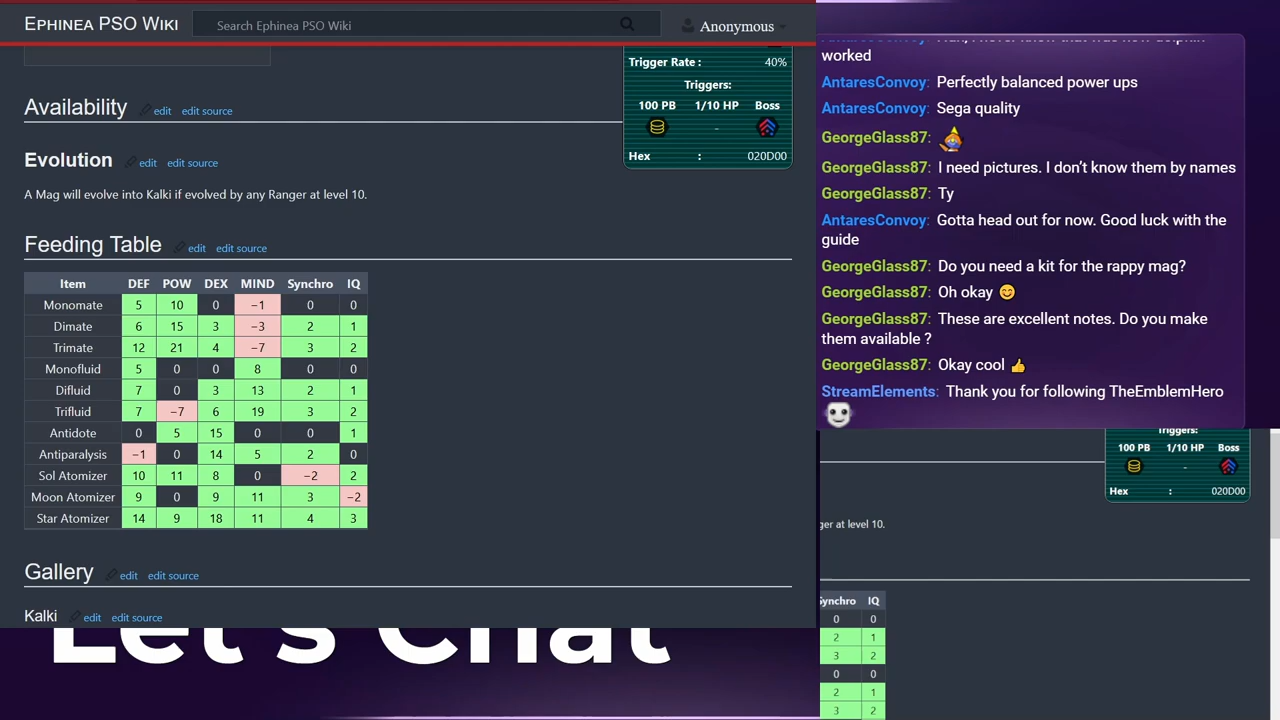 Ephinea PSO Wiki
Search Ephinea PSO Wiki
Anonymous
Trigger Rate : 40%
Triggers:
100 PB 1/10 HP Boss
-
Hex : 020D00
Availability edit edit source
Evolution edit edit source
A Mag will evolve into Kalki if evolved by any Ranger at level 10.
Feeding Table edit edit source
Item DEF POW DEX MIND Synchro IQ
Monomate 5 10 0 −1 0 0
Dimate 6 15 3 −3 2 1
Trimate 12 21 4 −7 3 2
Monofluid 5 0 0 8 0 0
Difluid 7 0 3 13 2 1
Trifluid 7 −7 6 19 3 2
Antidote 0 5 15 0 0 1
Antiparalysis −1 0 14 5 2 0
Sol Atomizer 10 11 8 0 −2 2
Moon Atomizer 9 0 9 11 3 −2
Star Atomizer 14 9 18 11 4 3
Gallery edit edit source
Kalki edit edit source
Let's Chat
worked
AntaresConvoy: Perfectly balanced power ups
AntaresConvoy: Sega quality
GeorgeGlass87:
GeorgeGlass87: I need pictures. I don’t know them by names
GeorgeGlass87: Ty
AntaresConvoy: Gotta head out for now. Good luck with the
guide
GeorgeGlass87: Do you need a kit for the rappy mag?
GeorgeGlass87: Oh okay 😊
GeorgeGlass87: These are excellent notes. Do you make
them available ?
GeorgeGlass87: Okay cool 👍
StreamElements: Thank you for following TheEmblemHero
Triggers:
100 PB 1/10 HP Boss
-
Hex : 020D00
ger at level 10.
Synchro IQ
0 0
2 1
3 2
0 0
2 1
3 2